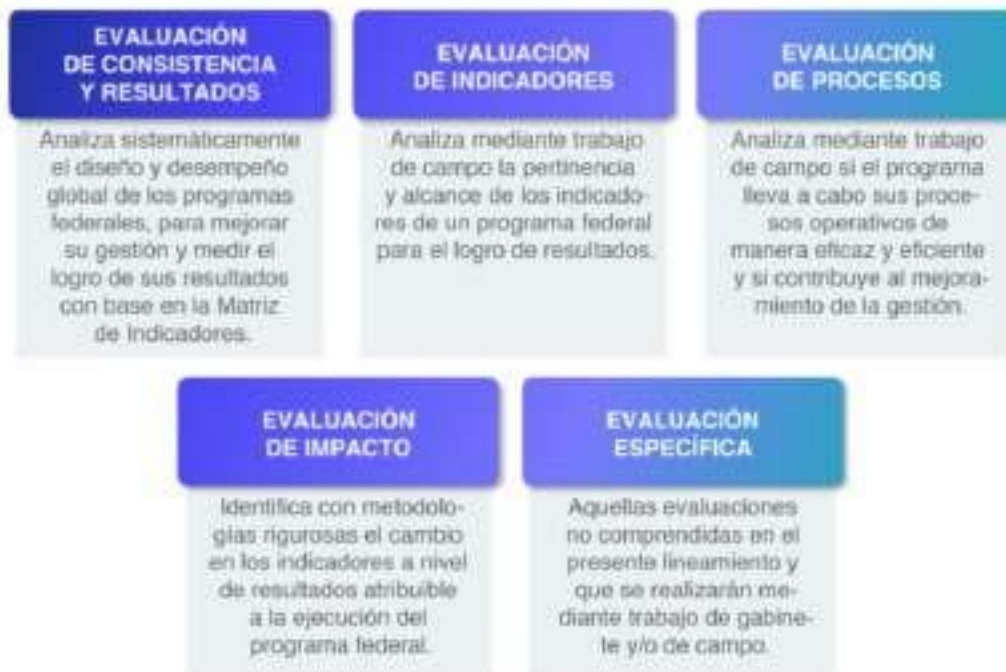 EVALUACIÓN
DE CONSISTENCIA
Y RESULTADOS
Analiza sistemáticamente
el diseño y desempeño
global de los programas
federales, para mejorar
su gestión y medir el
logro de sus resultados
con base en la Matriz
de Indicadores.
EVALUACIÓN
DE INDICADORES
Analiza mediante trabajo
de campo la pertinencia
y alcance de los indicado-
res de un programa federal
para el logro de resultados.
EVALUACIÓN
DE PROCESOS
Analiza mediante trabajo
de campo si el programa
lleva a cabo sus proce-
sos operativos de
manera eficaz y eficiente
y si contribuye al mejora-
miento de la gestión.
EVALUACIÓN
DE IMPACTO
Identifica con metodolo-
gías rigurosas el cambio
en los indicadores a nivel
de resultados atribuible
a la ejecución del
programa federal.
EVALUACIÓN
ESPECÍFICA
Aquellas evaluaciones
no comprendidas en el
presente lineamiento y
que se realizarán me-
diante trabajo de gabine-
te y/o de campo.